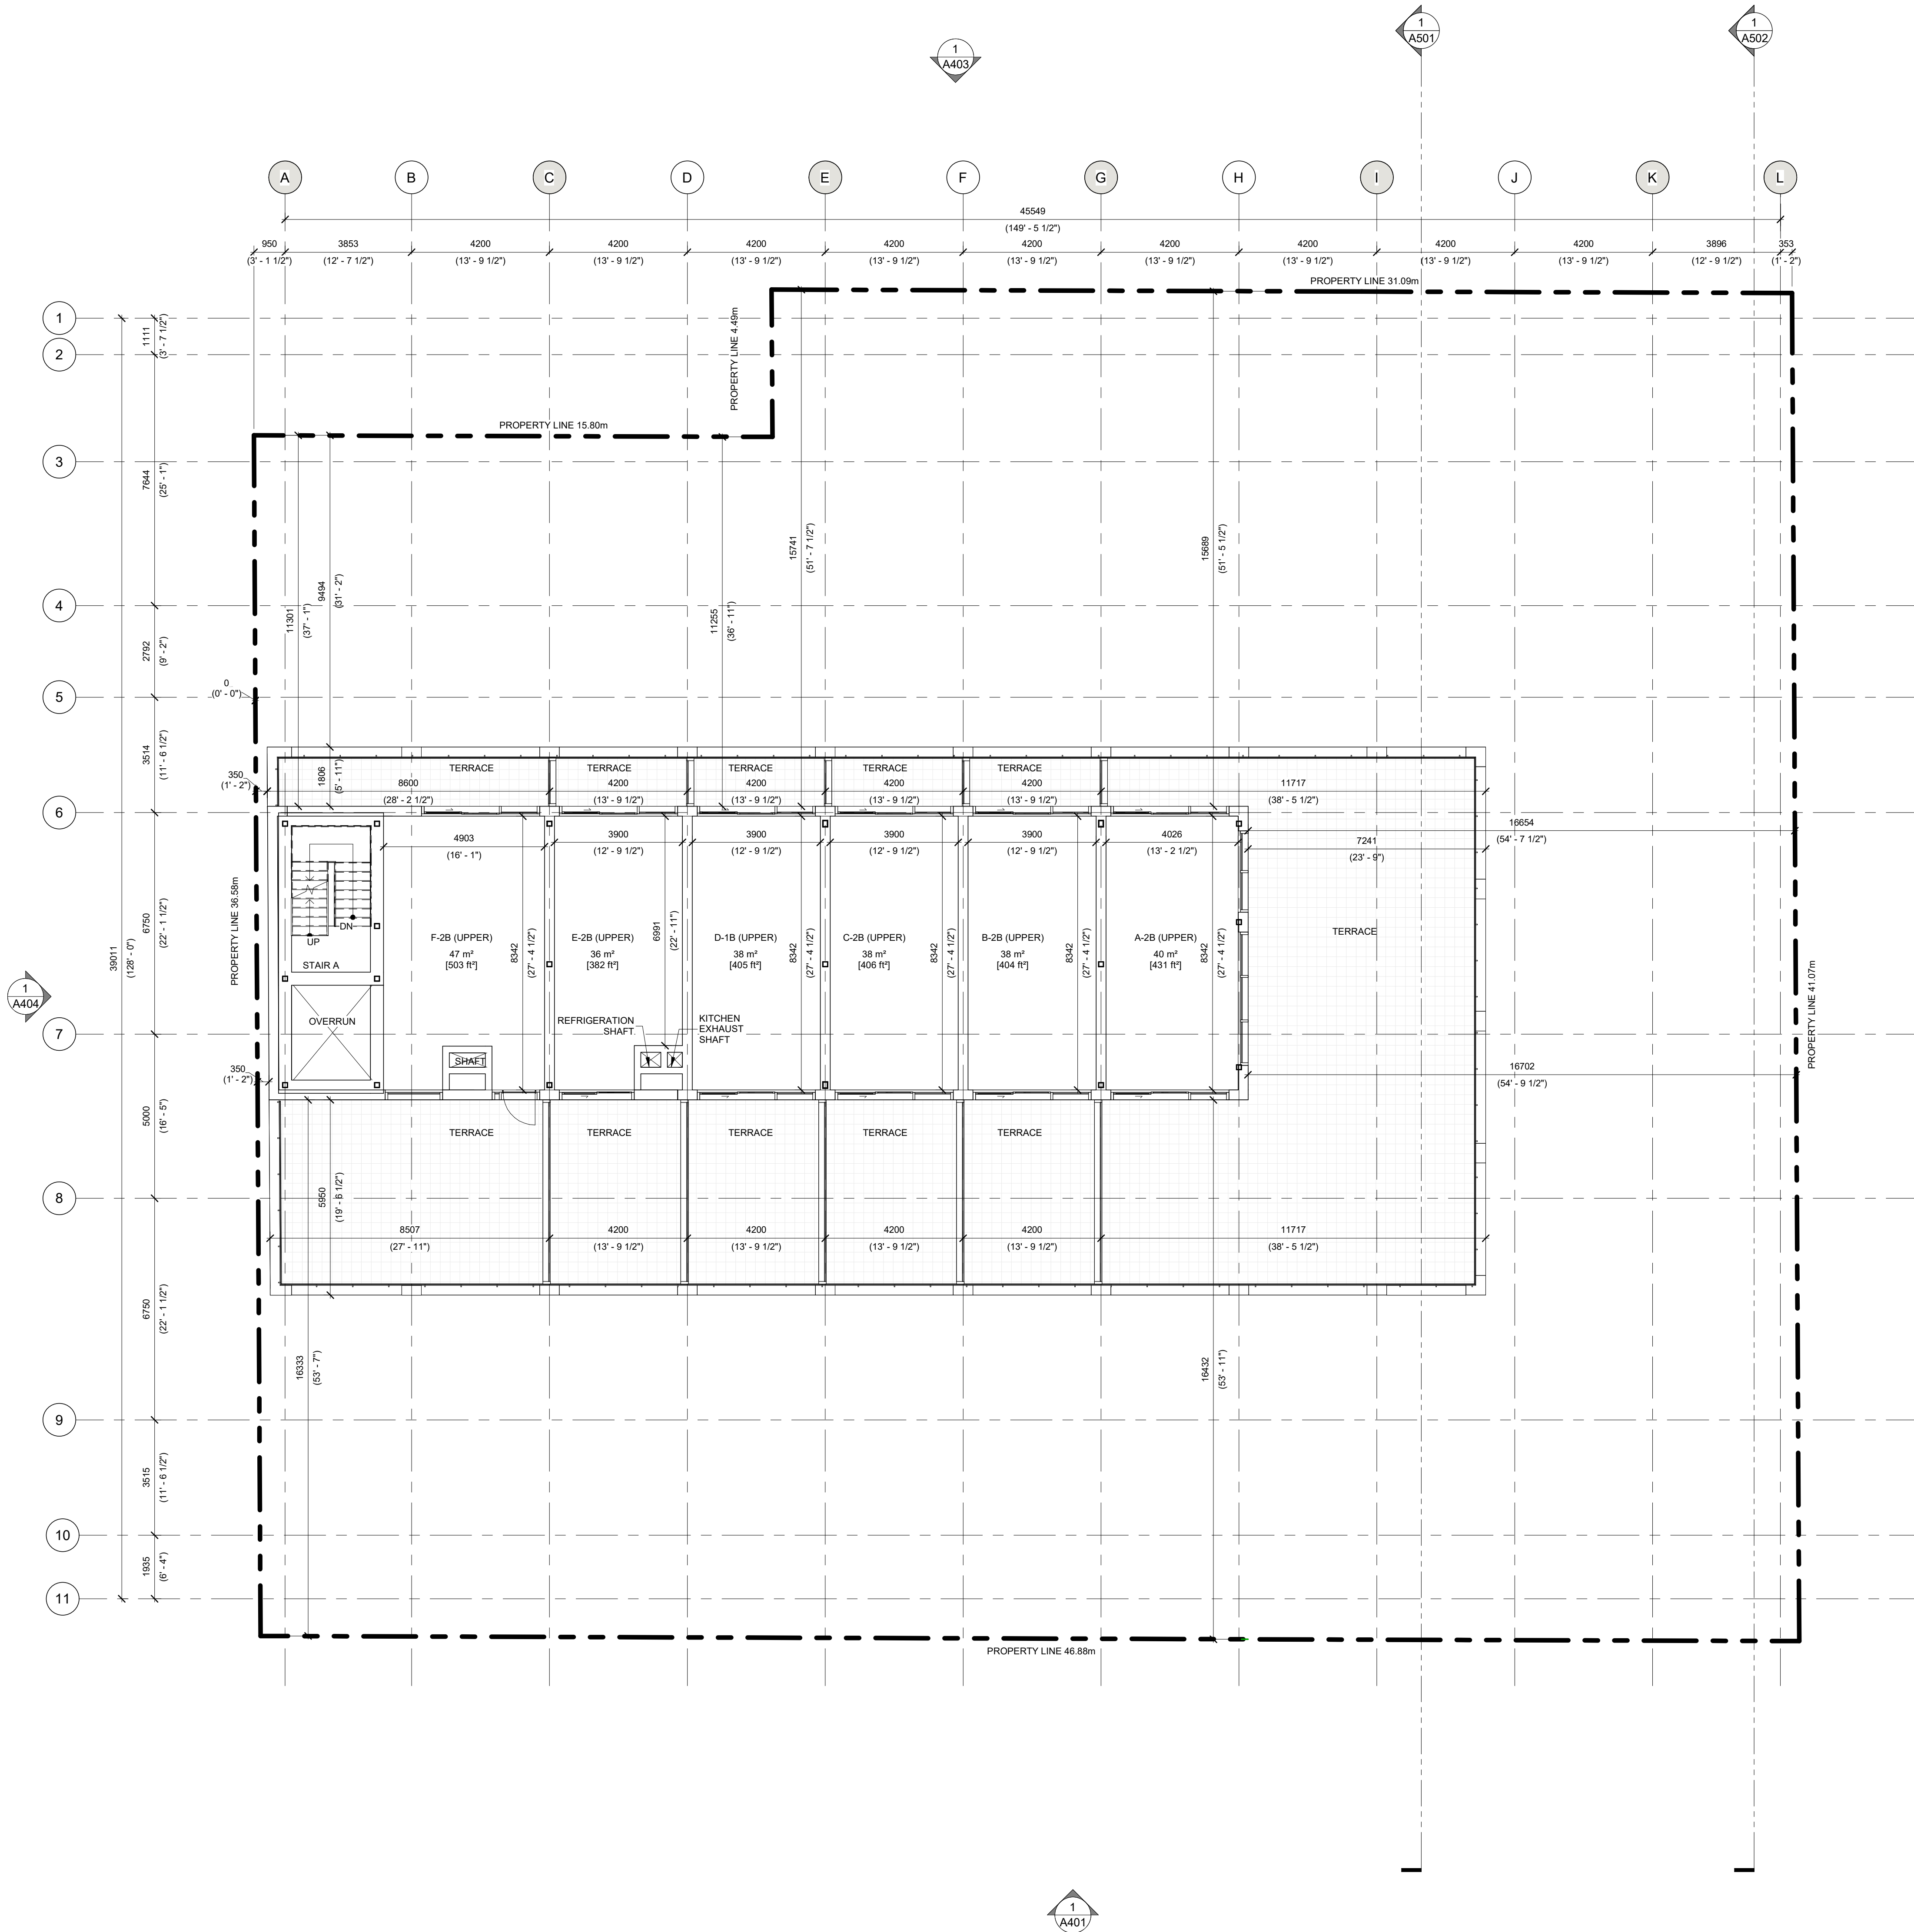 1
A501
1
A502
1
A403
A
B
C
D
E
F
G
H
I
J
K
L
45549
(149' - 5 1/2")
950
3853
4200
4200
4200
4200
4200
4200
4200
4200
4200
3896
353
(3' - 1 1/2")
(12' - 7 1/2")
(13' - 9 1/2")
(13' - 9 1/2")
(13' - 9 1/2")
(13' - 9 1/2")
(13' - 9 1/2")
(13' - 9 1/2")
(13' - 9 1/2")
(13' - 9 1/2")
(13' - 9 1/2")
(12' - 9 1/2")
(1' - 2")
PROPERTY LINE 31.09m
PROPERTY LINE 4.49m
PROPERTY LINE 15.80m
1
2
3
4
5
6
7
8
9
10
11
1111
(3' - 7 1/2")
7644
(25' - 1")
2792
(9' - 2")
3514
(11' - 6 1/2")
6750
(22' - 1 1/2")
39011
(128' - 0")
5000
(16' - 5")
6750
(22' - 1 1/2")
3515
(11' - 6 1/2")
1935
(6' - 4")
11301
(37' - 1")
9494
(31' - 2")
11255
(36' - 11")
15741
(51' - 7 1/2")
15689
(51' - 5 1/2")
0
(0' - 0")
350
(1' - 2")
1806
(5' - 11")
TERRACE
TERRACE
TERRACE
TERRACE
TERRACE
8600
4200
4200
4200
4200
11717
(28' - 2 1/2")
(13' - 9 1/2")
(13' - 9 1/2")
(13' - 9 1/2")
(13' - 9 1/2")
(38' - 5 1/2")
4903
(16' - 1")
3900
(12' - 9 1/2")
3900
(12' - 9 1/2")
3900
(12' - 9 1/2")
3900
(12' - 9 1/2")
4026
(13' - 2 1/2")
16654
(54' - 7 1/2")
7241
(23' - 9")
PROPERTY LINE 36.58m
UP
DN
STAIR A
OVERRUN
F-2B (UPPER)
47 m²
[503 ft²]
8342
(27' - 4 1/2")
E-2B (UPPER)
36 m²
[382 ft²]
6991
(22' - 11")
D-1B (UPPER)
38 m²
[405 ft²]
8342
(27' - 4 1/2")
C-2B (UPPER)
38 m²
[406 ft²]
8342
(27' - 4 1/2")
B-2B (UPPER)
38 m²
[404 ft²]
8342
(27' - 4 1/2")
A-2B (UPPER)
40 m²
[431 ft²]
8342
(27' - 4 1/2")
TERRACE
PROPERTY LINE 41.07m
1
A404
REFRIGERATION
SHAFT
KITCHEN
EXHAUST
SHAFT
SHAFT
350
(1' - 2")
16702
(54' - 9 1/2")
TERRACE
TERRACE
TERRACE
TERRACE
TERRACE
5950
(19' - 6 1/2")
8507
4200
4200
4200
4200
11717
(27' - 11")
(13' - 9 1/2")
(13' - 9 1/2")
(13' - 9 1/2")
(13' - 9 1/2")
(38' - 5 1/2")
16333
(53' - 7")
16432
(53' - 11")
PROPERTY LINE 46.88m
1
A401